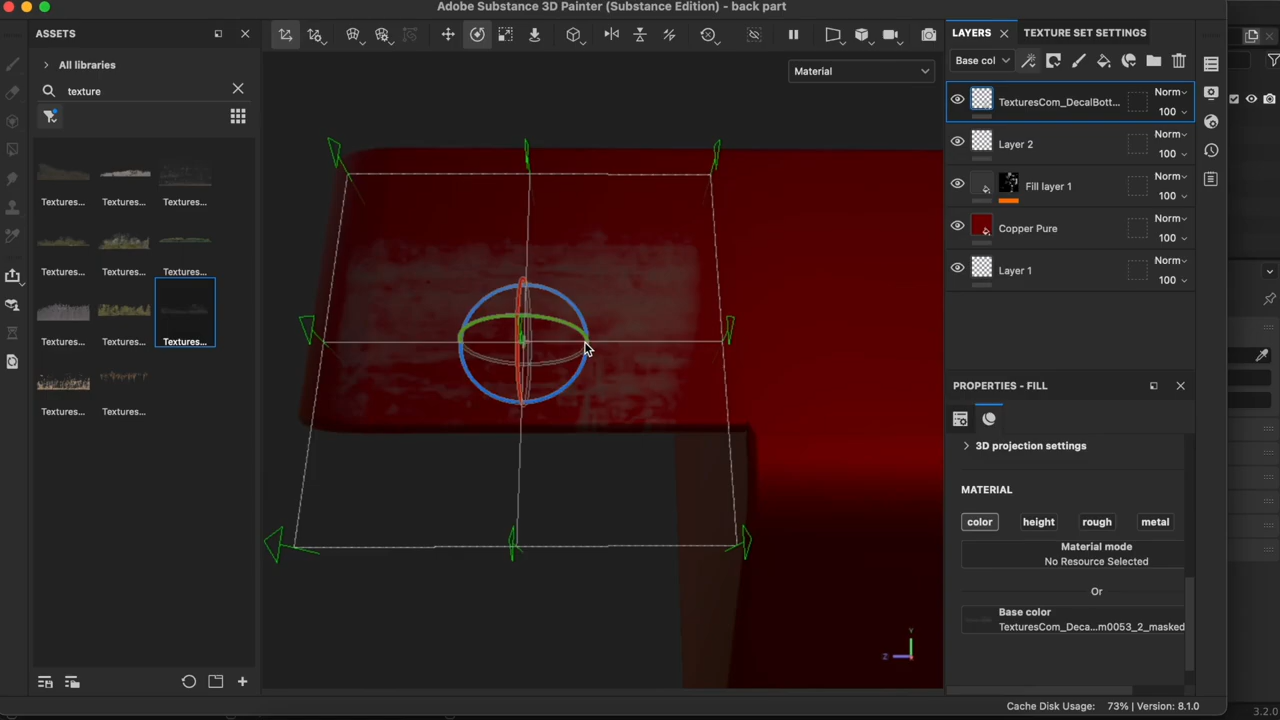 Adobe Substance 3D Painter (Substance Edition) - back part
ASSETS
All libraries
texture
Textures...
Textures...
Textures...
Textures...
Textures...
Textures...
Textures...
Textures...
Textures...
Textures...
Textures...
Material
Y
Z
LAYERS
TEXTURE SET SETTINGS
Base col
TexturesCom_DecalBott...
Norm
100
Layer 2
Norm
100
Fill layer 1
Norm
100
Copper Pure
Norm
100
Layer 1
Norm
100
PROPERTIES - FILL
3D projection settings
MATERIAL
color
height
rough
metal
Material mode
No Resource Selected
Or
Base color
TexturesCom_Deca...m0053_2_masked
Cache Disk Usage: 73% | Version: 8.1.0
3.2.0